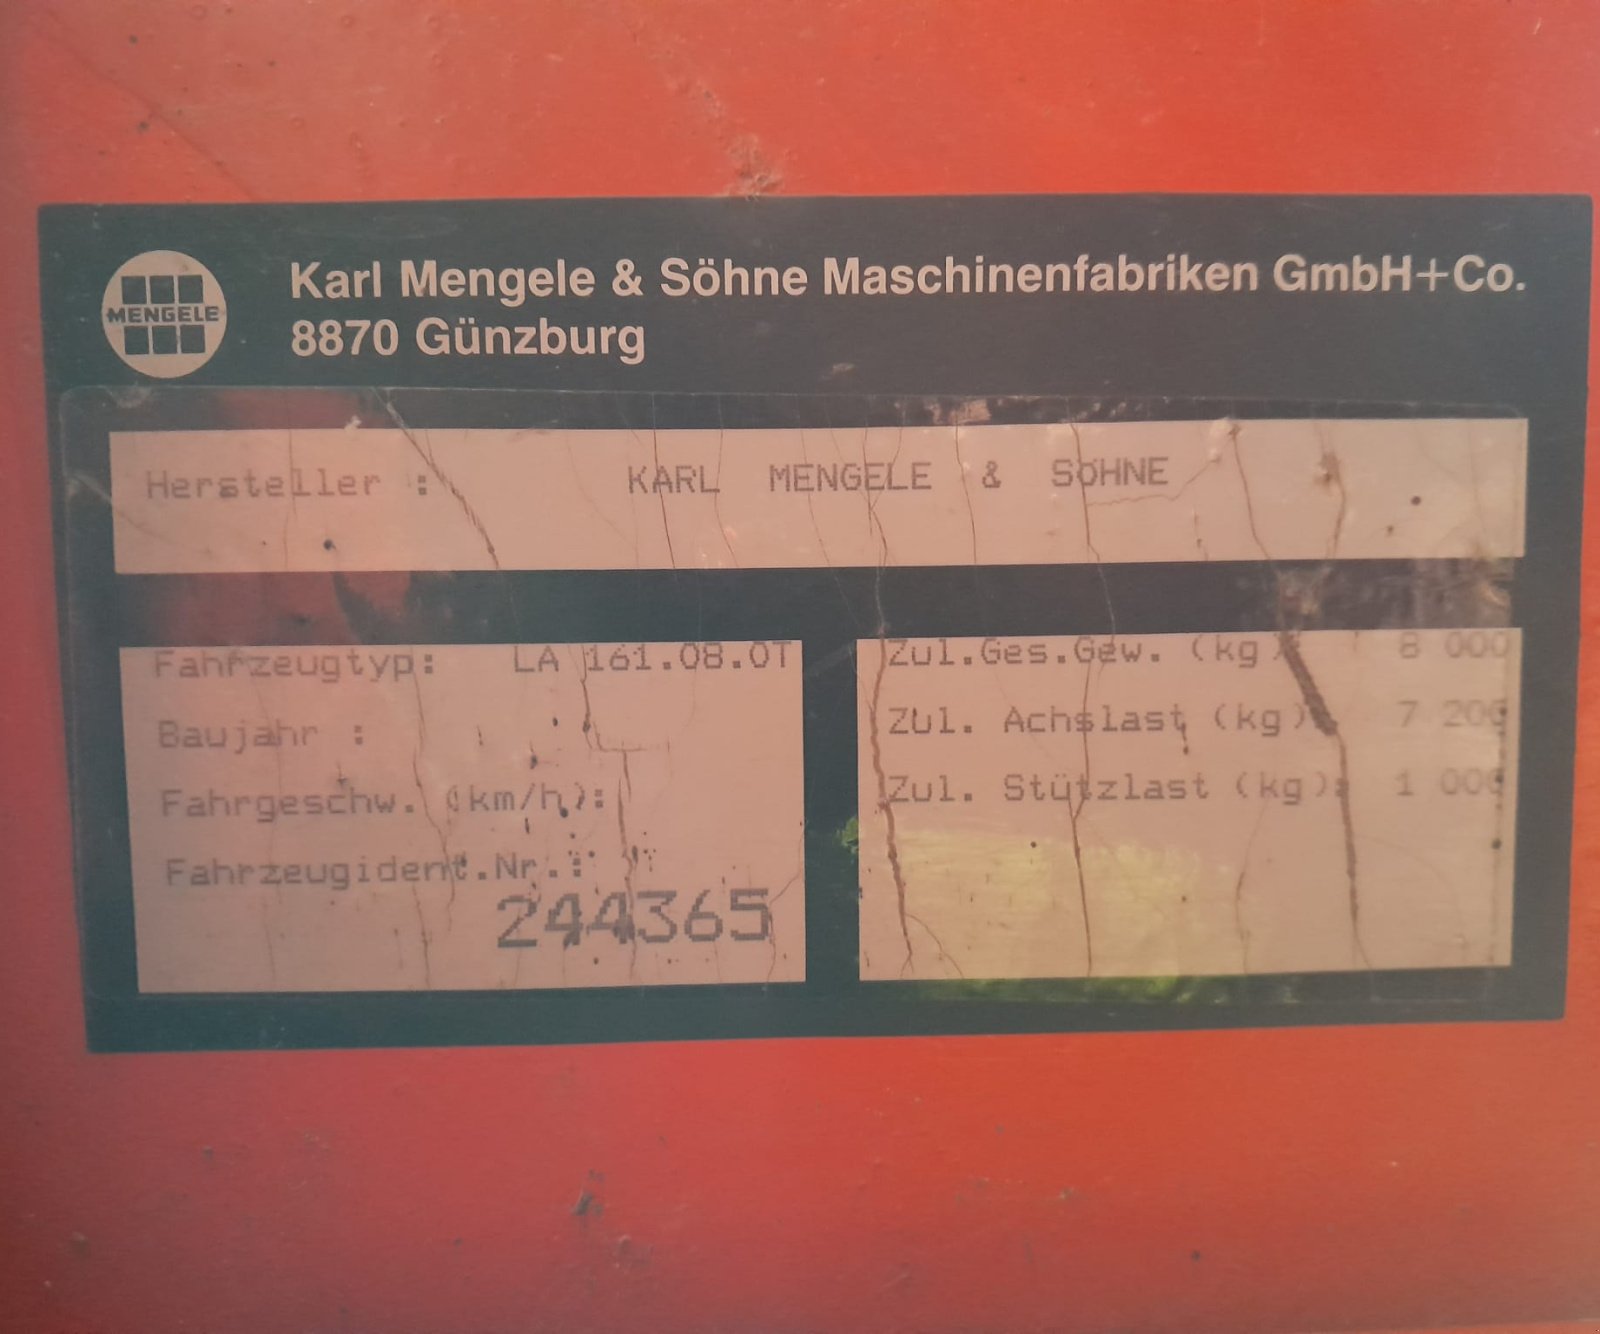 MENGELE
Karl Mengele & Söhne Maschinenfabriken GmbH+Co.
8870 Günzburg
Hersteller : KARL MENGELE & SÖHNE
Fahrzeugtyp: LA 161.08.0T
Baujahr :
Fahrgeschw. (km/h):
Fahrzeugident.Nr.:
244365
Zul.Ges.Gew. (kg): 8 000
Zul. Achslast (kg): 7 200
Zul. Stützlast (kg): 1 000